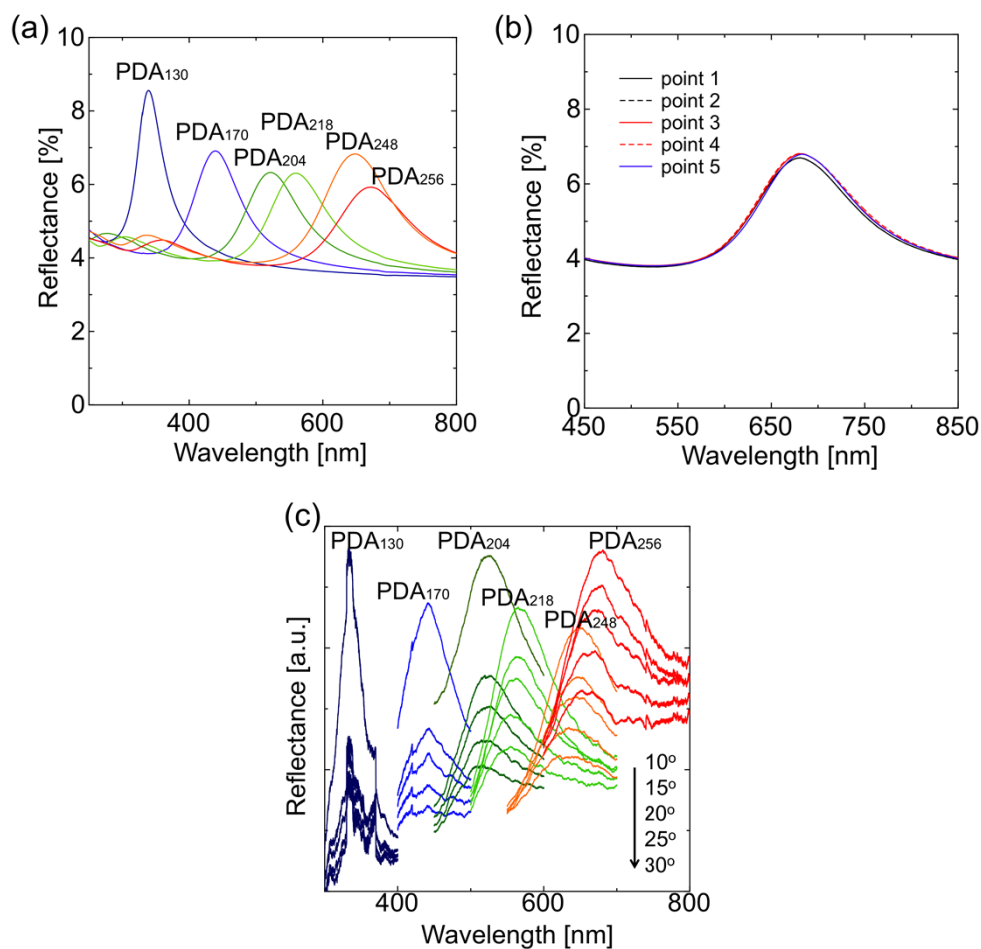 (a)
10
8
6
4
2
0
Reflectance [%]
PDA₁₃₀
PDA₁₇₀
PDA₂₁₈
PDA₂₀₄
PDA₂₄₈
PDA₂₅₆
400 600 800
Wavelength [nm]
(b)
10
8
6
4
2
0
Reflectance [%]
point 1
point 2
point 3
point 4
point 5
450 550 650 750 850
Wavelength [nm]
(c)
Reflectance [a.u.]
PDA₁₃₀
PDA₂₀₄
PDA₂₅₆
PDA₁₇₀
PDA₂₁₈
PDA₂₄₈
10º
15º
20º
25º
30º
400 600 800
Wavelength [nm]